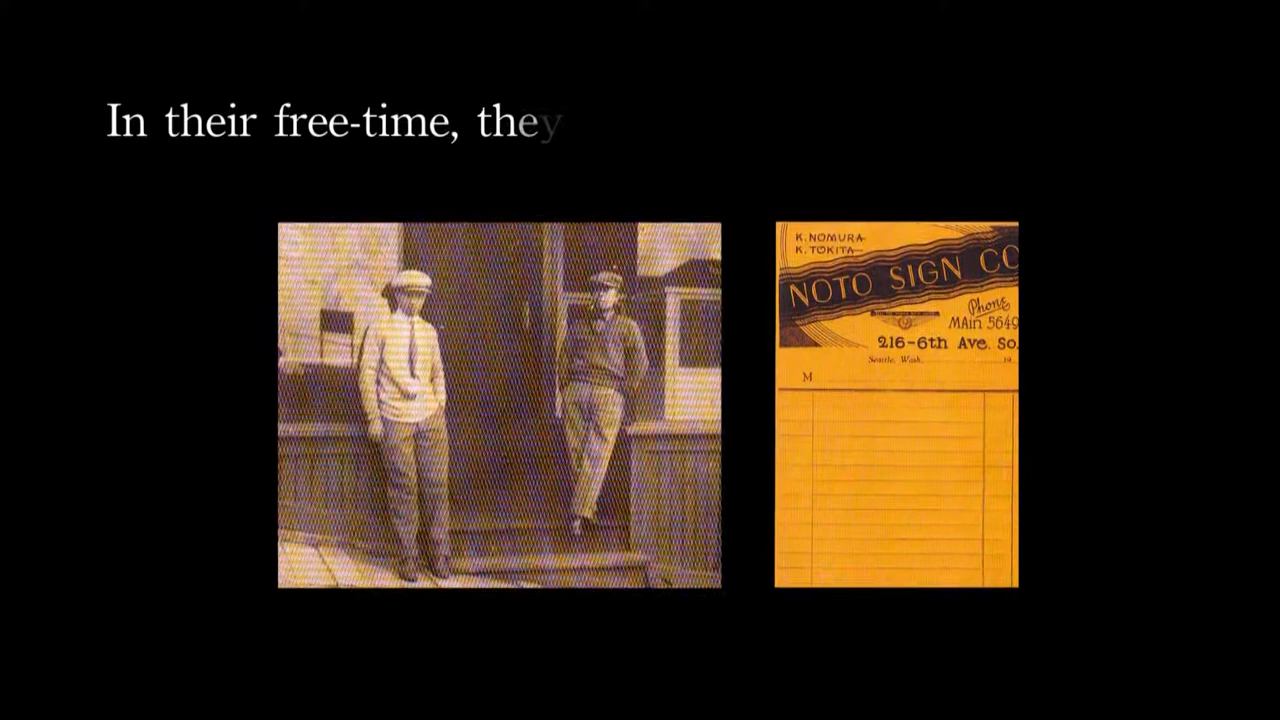 In their free-time, they
K. NOMURA
K. TOKITA
NOTO SIGN CO
Phone
MAin 5649
216-6th Ave. So.
Seattle, Wash. 19
M